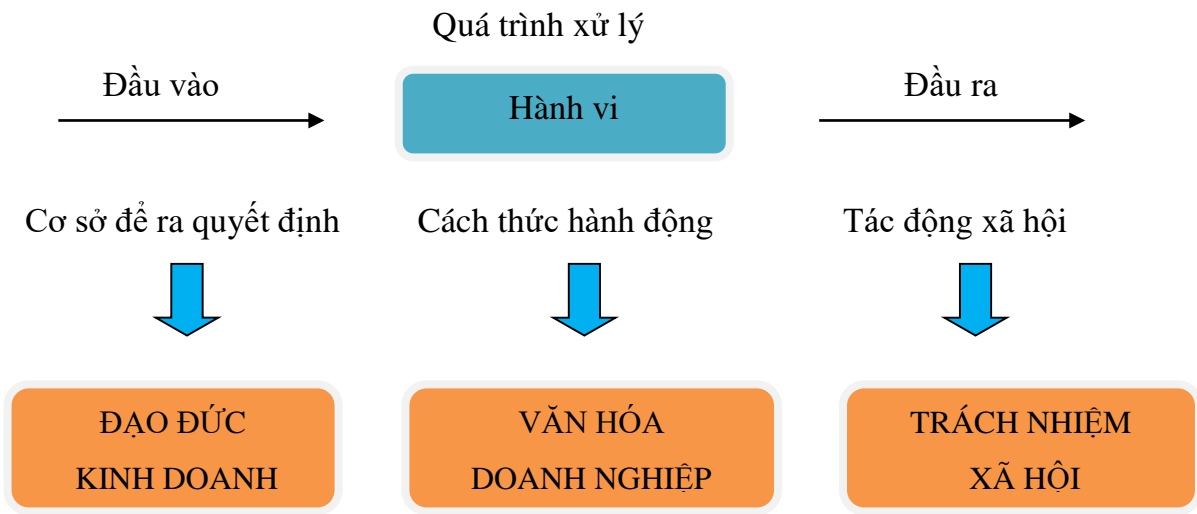 Quá trình xử lý
Đầu vào
Hành vi
Đầu ra
Cơ sở để ra quyết định
Cách thức hành động
Tác động xã hội
ĐẠO ĐỨC
KINH DOANH
VĂN HÓA
DOANH NGHIỆP
TRÁCH NHIỆM
XÃ HỘI